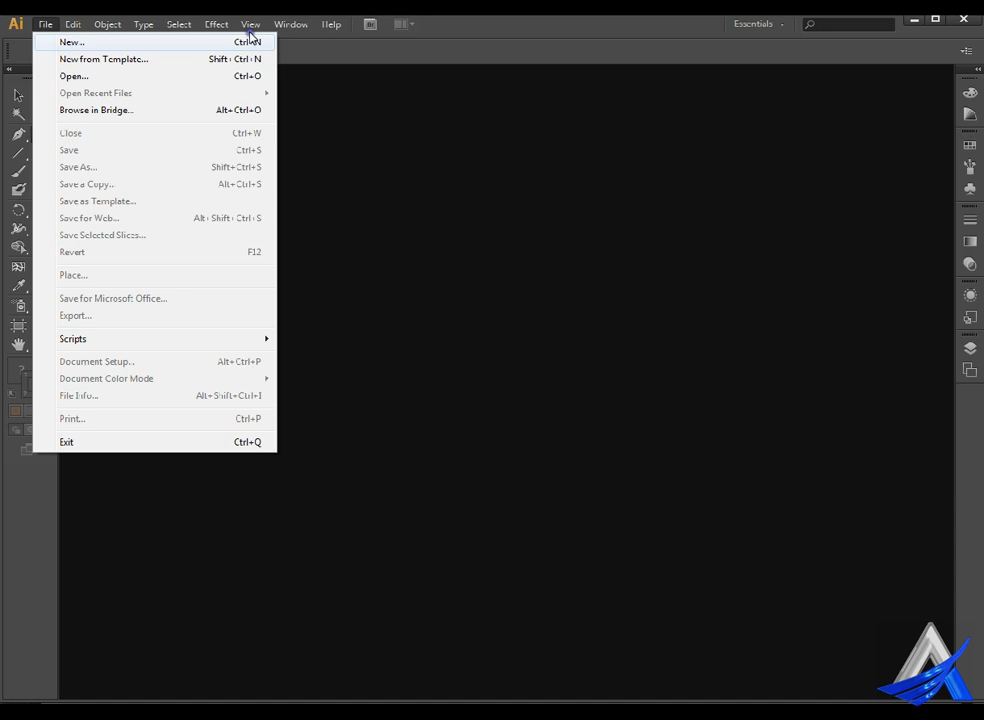 Ai File Edit Object Type Select Effect View Window Help Br Essentials
New... Ctrl+N
New from Template... Shift+Ctrl+N
Open... Ctrl+O
Open Recent Files
Browse in Bridge... Alt+Ctrl+O
Close Ctrl+W
Save Ctrl+S
Save As... Shift+Ctrl+S
Save a Copy... Alt+Ctrl+S
Save as Template...
Save for Web... Alt+Shift+Ctrl+S
Save Selected Slices...
Revert F12
Place...
Save for Microsoft Office...
Export...
Scripts
Document Setup... Alt+Ctrl+P
Document Color Mode
File Info... Alt+Shift+Ctrl+I
Print... Ctrl+P
Exit Ctrl+Q